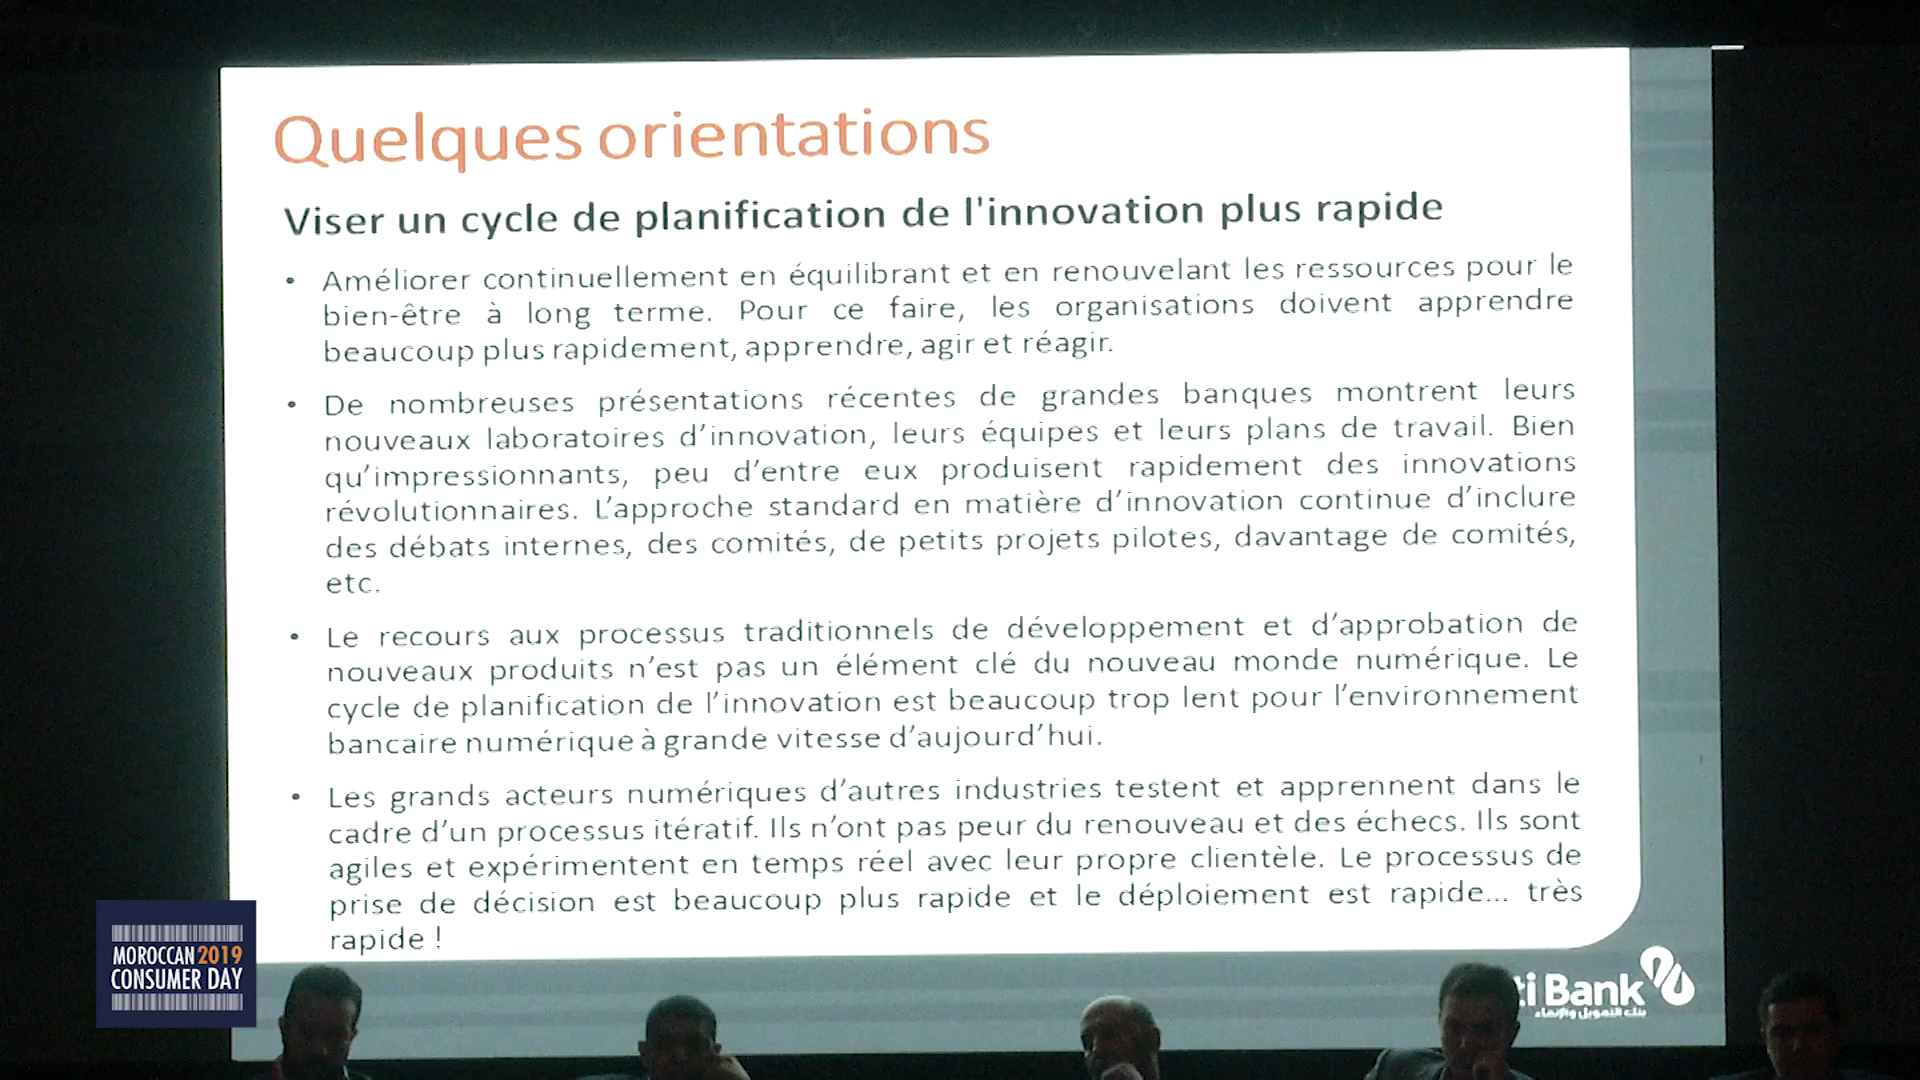 Quelques orientations
Viser un cycle de planification de l'innovation plus rapide
• Améliorer continuellement en équilibrant et en renouvelant les ressources pour le
bien-être à long terme. Pour ce faire, les organisations doivent apprendre
beaucoup plus rapidement, apprendre, agir et réagir.
• De nombreuses présentations récentes de grandes banques montrent leurs
nouveaux laboratoires d’innovation, leurs équipes et leurs plans de travail. Bien
qu’impressionnants, peu d’entre eux produisent rapidement des innovations
révolutionnaires. L’approche standard en matière d’innovation continue d’inclure
des débats internes, des comités, de petits projets pilotes, davantage de comités,
etc.
• Le recours aux processus traditionnels de développement et d’approbation de
nouveaux produits n’est pas un élément clé du nouveau monde numérique. Le
cycle de planification de l’innovation est beaucoup trop lent pour l’environnement
bancaire numérique à grande vitesse d’aujourd’hui.
• Les grands acteurs numériques d’autres industries testent et apprennent dans le
cadre d’un processus itératif. Ils n’ont pas peur du renouveau et des échecs. Ils sont
agiles et expérimentent en temps réel avec leur propre clientèle. Le processus de
prise de décision est beaucoup plus rapide et le déploiement est rapide... très
rapide !
MOROCCAN 2019
CONSUMER DAY
ti Bank
بنك التمويل والإنماء